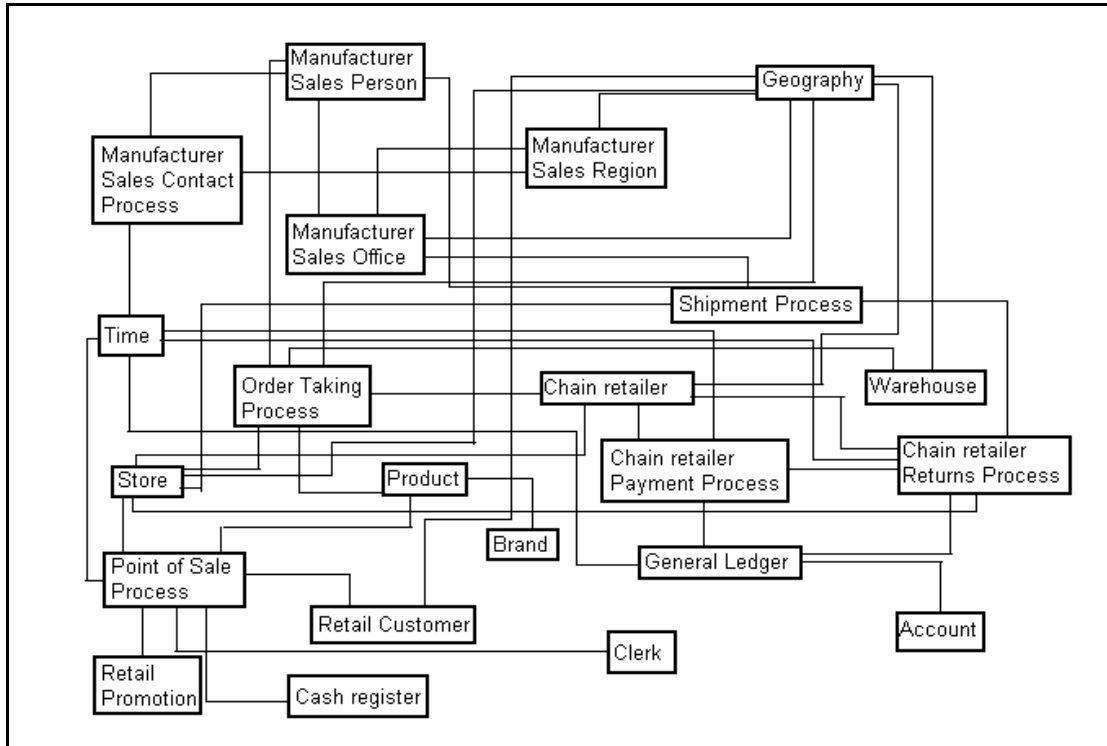 Manufacturer
Sales Person
Geography
Manufacturer
Sales Contact
Process
Manufacturer
Sales Region
Manufacturer
Sales Office
Shipment Process
Time
Order Taking
Process
Chain retailer
Warehouse
Store
Product
Chain retailer
Payment Process
Chain retailer
Returns Process
Brand
Point of Sale
Process
General Ledger
Retail Customer
Account
Clerk
Retail
Promotion
Cash register